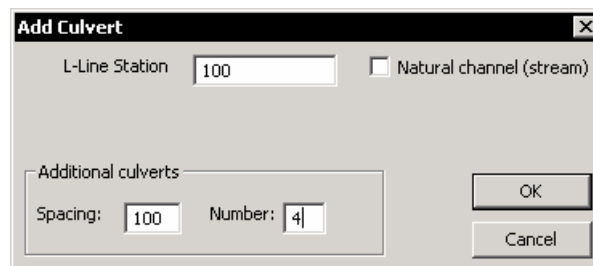 Add Culvert
L-Line Station 100 Natural channel (stream)
Additional culverts
Spacing: 100 Number: 4
OK
Cancel